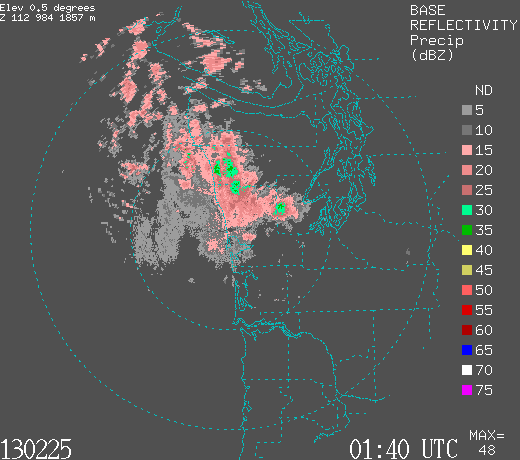 Elev 0.5 degrees
Z 112 984 1857 m
BASE
REFLECTIVITY
Precip
(dBZ)
ND
5
10
15
20
25
30
35
40
45
50
55
60
65
70
75
MAX=
48
130225
01:40 UTC